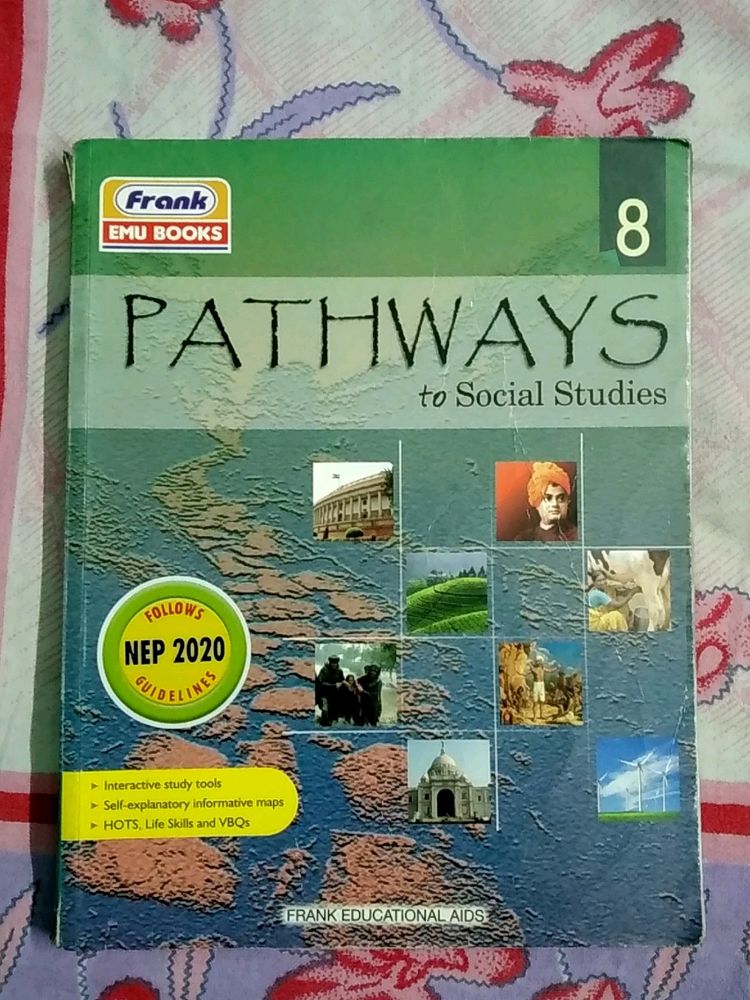 Frank
EMU BOOKS
8
PATHWAYS
to Social Studies
FOLLOWS
NEP 2020
GUIDELINES
► Interactive study tools
► Self-explanatory informative maps
► HOTS, Life Skills and VBQs
FRANK EDUCATIONAL AIDS